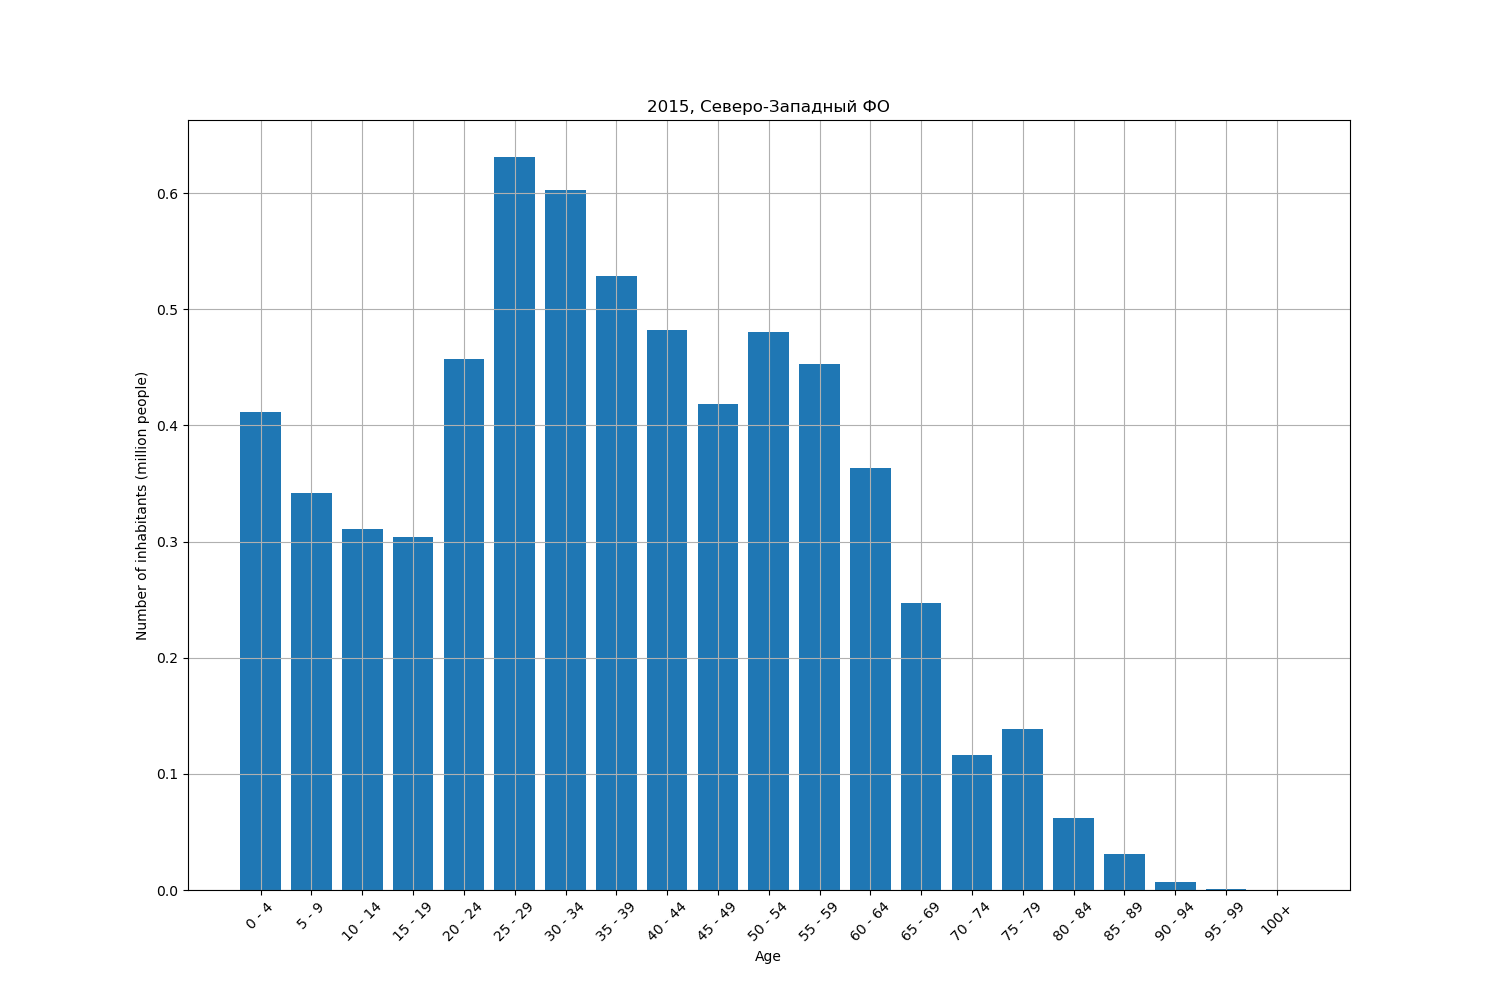 2015, Северо-Западный ФО
Number of inhabitants (million people)
0.6
0.5
0.4
0.3
0.2
0.1
0.0
0 - 4
5 - 9
10 - 14
15 - 19
20 - 24
25 - 29
30 - 34
35 - 39
40 - 44
45 - 49
50 - 54
55 - 59
60 - 64
65 - 69
70 - 74
75 - 79
80 - 84
85 - 89
90 - 94
95 - 99
100+
Age